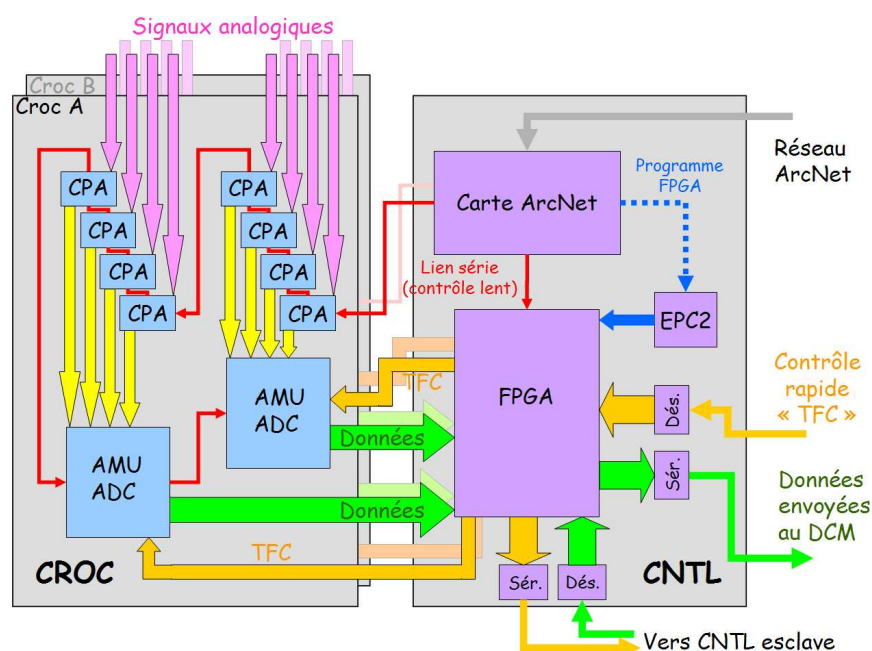 Signaux analogiques
Croc B
Croc A
CPA
CPA
CPA
CPA
CPA
CPA
CPA
CPA
AMU
ADC
AMU
ADC
TFC
Données
Données
TFC
CROC
Réseau
ArcNet
Carte ArcNet
Programme
FPGA
Lien série
(contrôle lent)
EPC2
FPGA
Contrôle
rapide
« TFC »
Dés.
Sér.
Données
envoyées
au DCM
Sér.
Dés.
CNTL
Vers CNTL esclave